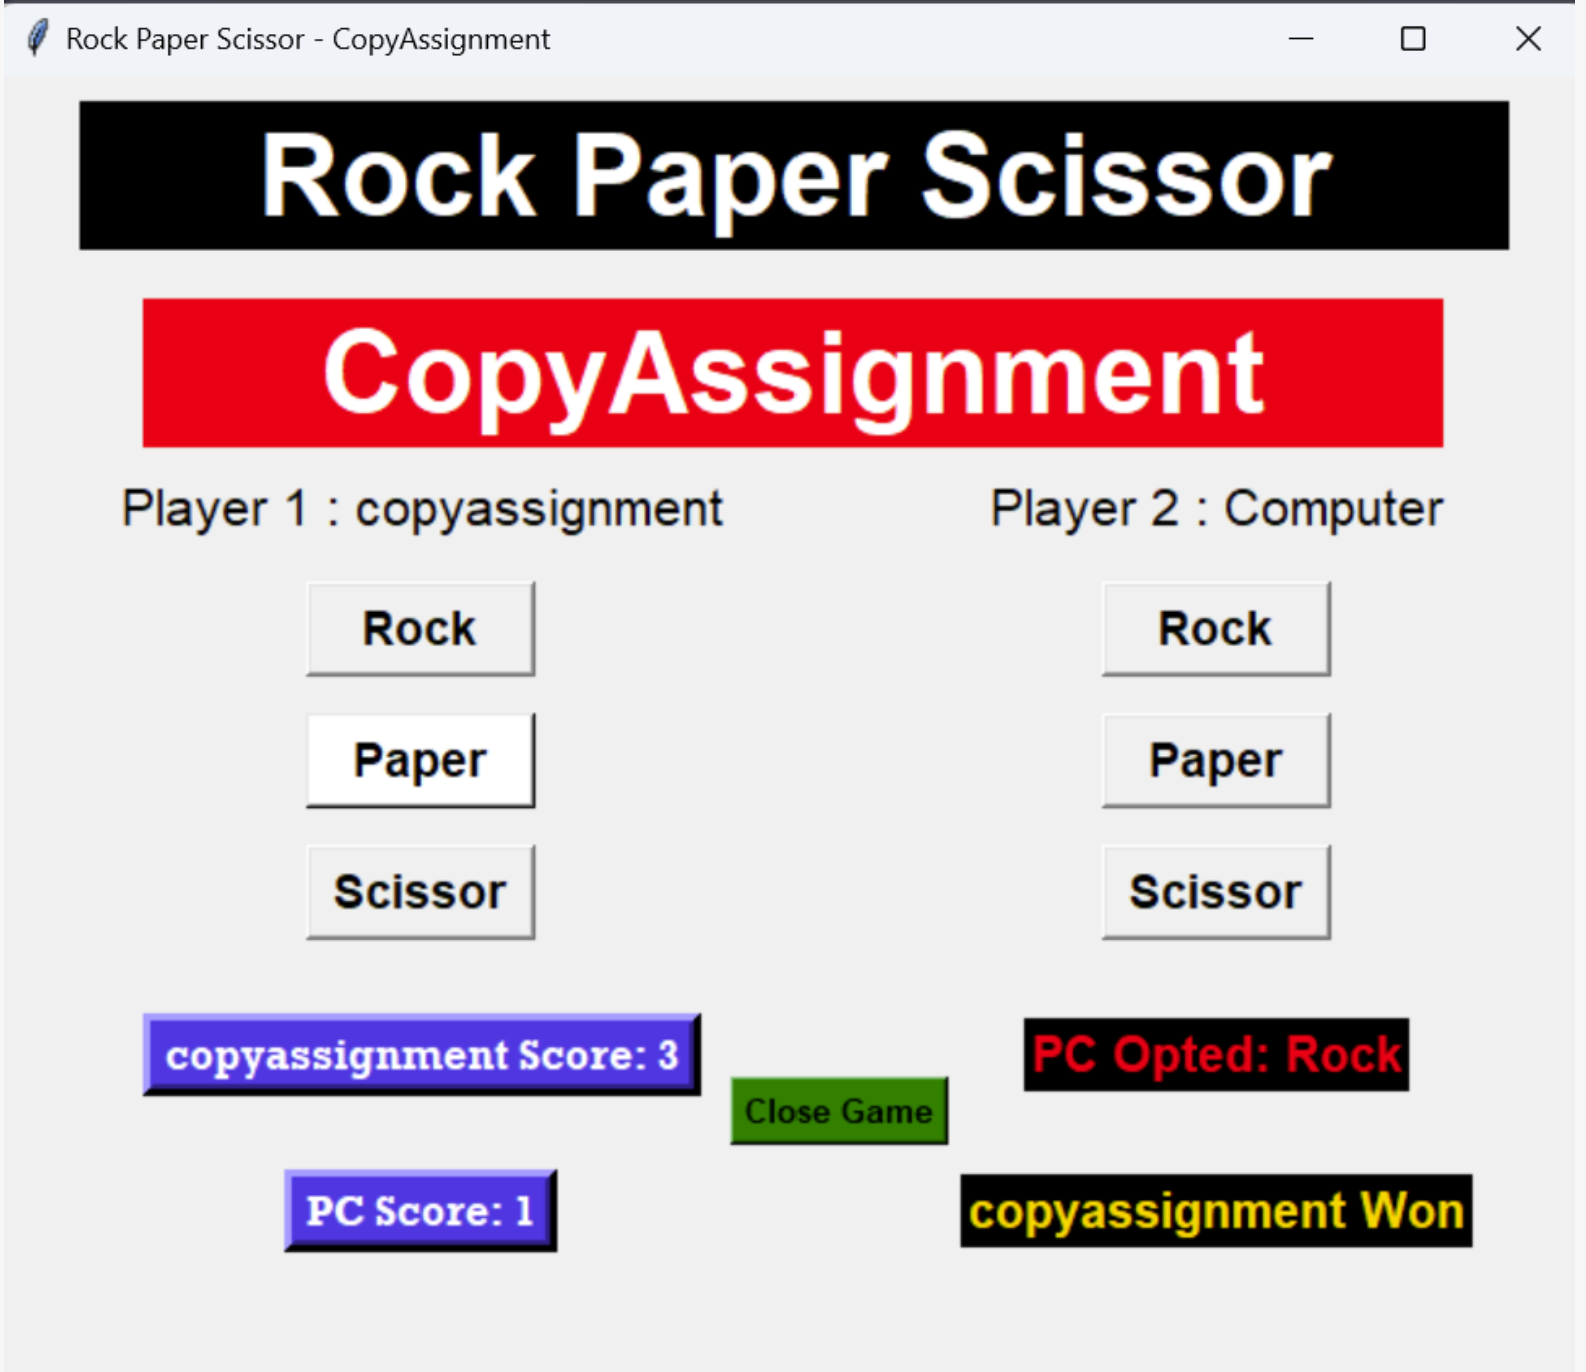 Rock Paper Scissor - CopyAssignment
Rock Paper Scissor
CopyAssignment
Player 1 : copyassignment
Player 2 : Computer
Rock
Rock
Paper
Paper
Scissor
Scissor
copyassignment Score: 3
PC Opted: Rock
Close Game
PC Score: 1
copyassignment Won